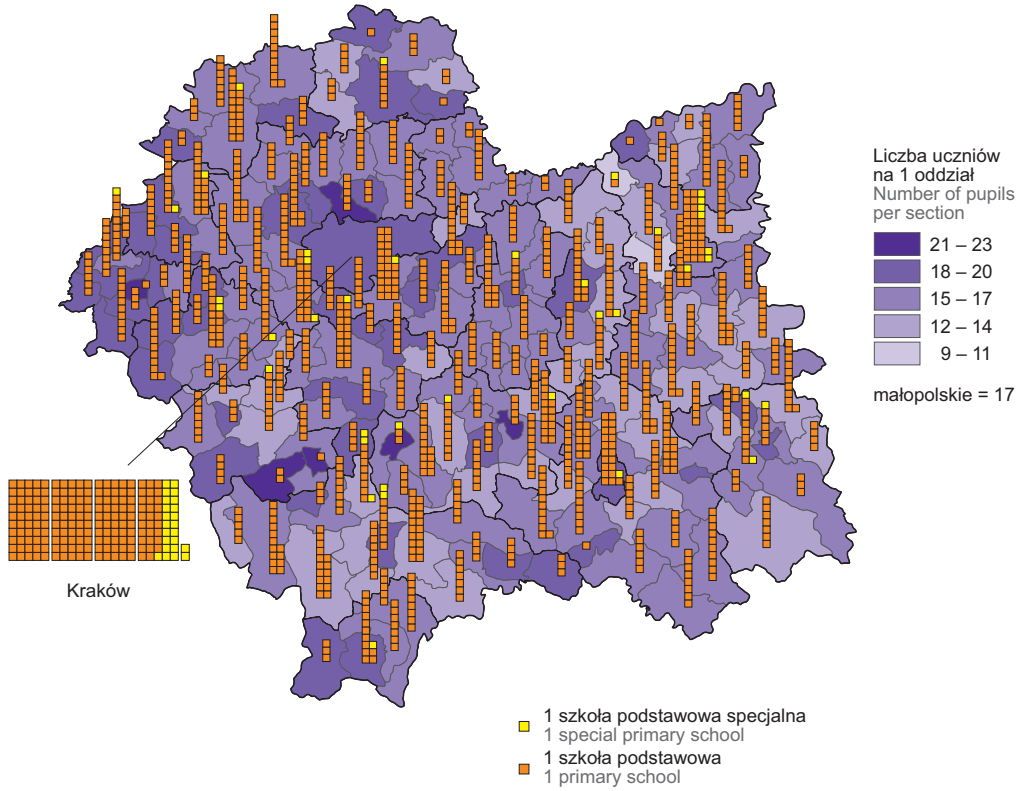 Liczba uczniów
na 1 oddział
Number of pupils
per section
21 – 23
18 – 20
15 – 17
12 – 14
9 – 11
małopolskie = 17
Kraków
1 szkoła podstawowa specjalna
1 special primary school
1 szkoła podstawowa
1 primary school